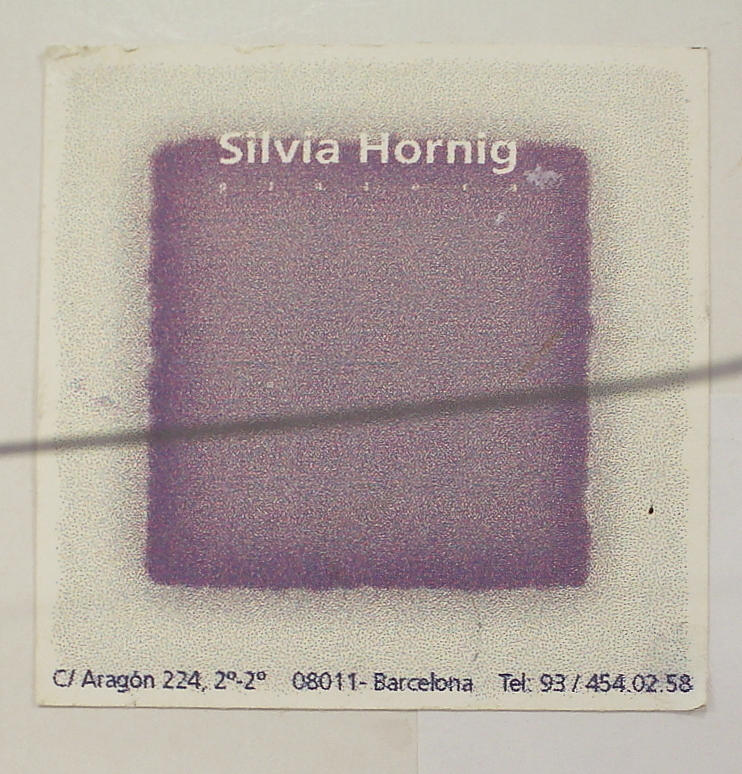 Silvia Hornig
C/ Aragón 224, 2º-2º 08011- Barcelona Tel: 93 / 454.02.58